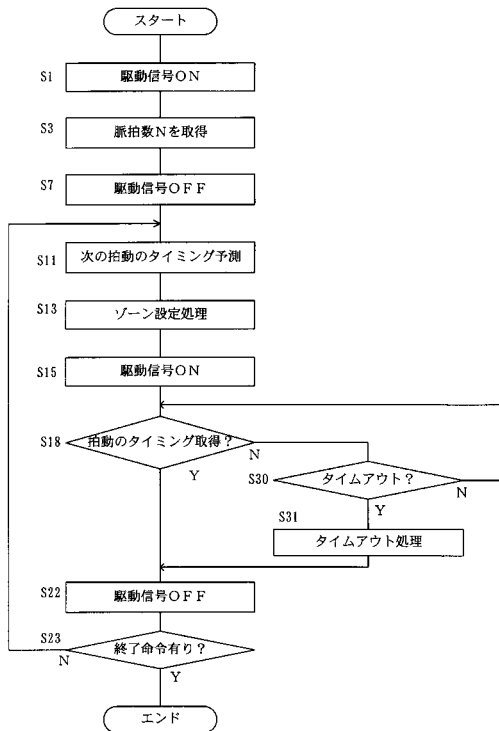 スタート
S1
駆動信号ON
S3
脈拍数Nを取得
S7
駆動信号OFF
S11
次の拍動のタイミング予測
S13
ゾーン設定処理
S15
駆動信号ON
S18
拍動のタイミング取得?
N
Y
S30
タイムアウト?
N
Y
S31
タイムアウト処理
S22
駆動信号OFF
S23
終了命令有り?
N
Y
エンド